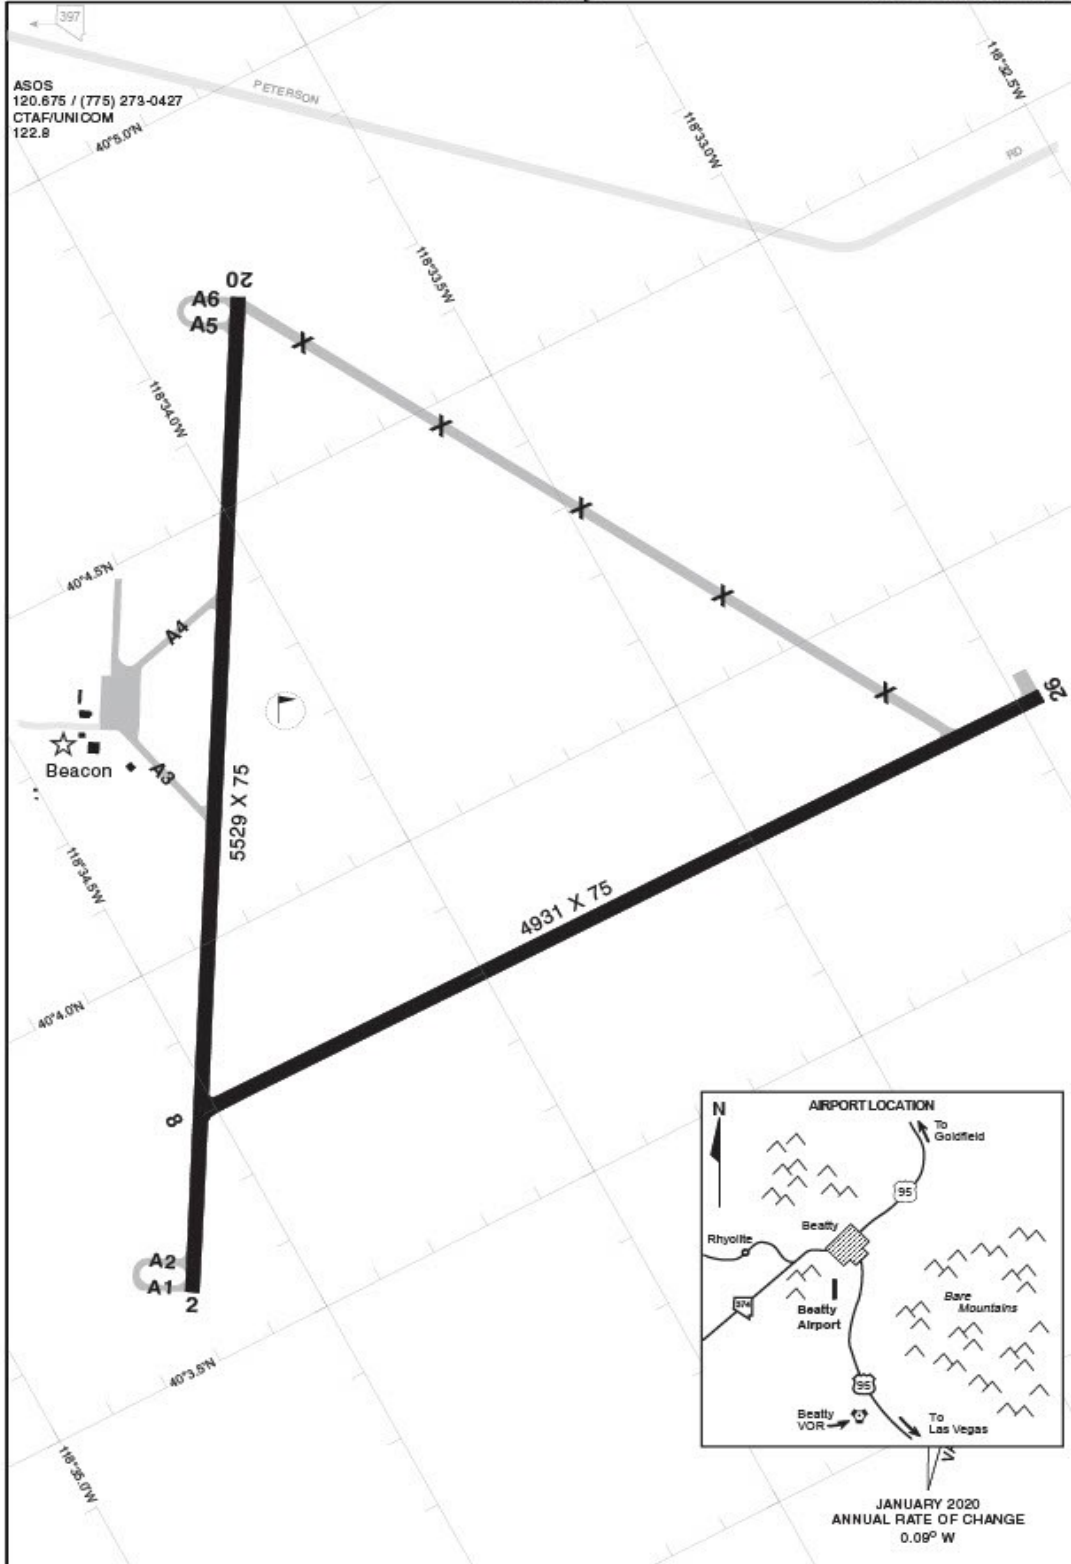 397
ASOS
120.675 / (775) 273-0427
CTAF/UNICOM
122.8
PETERSON
RD
118°32.5'W
40°5.0'N
118°33.0'W
118°33.5'W
20
A6
A5
118°34.0'W
40°4.5'N
A4
26
Beacon
A3
5529 X 75
118°34.5'W
4931 X 75
40°4.0'N
8
A2
A1
2
40°3.5'N
118°35.0'W
AIRPORT LOCATION
N
To
Goldfield
95
Beatty
Rhyolite
374
Beatty
Airport
Bare
Mountains
95
Beatty
VOR
To
Las Vegas
JANUARY 2020
ANNUAL RATE OF CHANGE
0.09° W